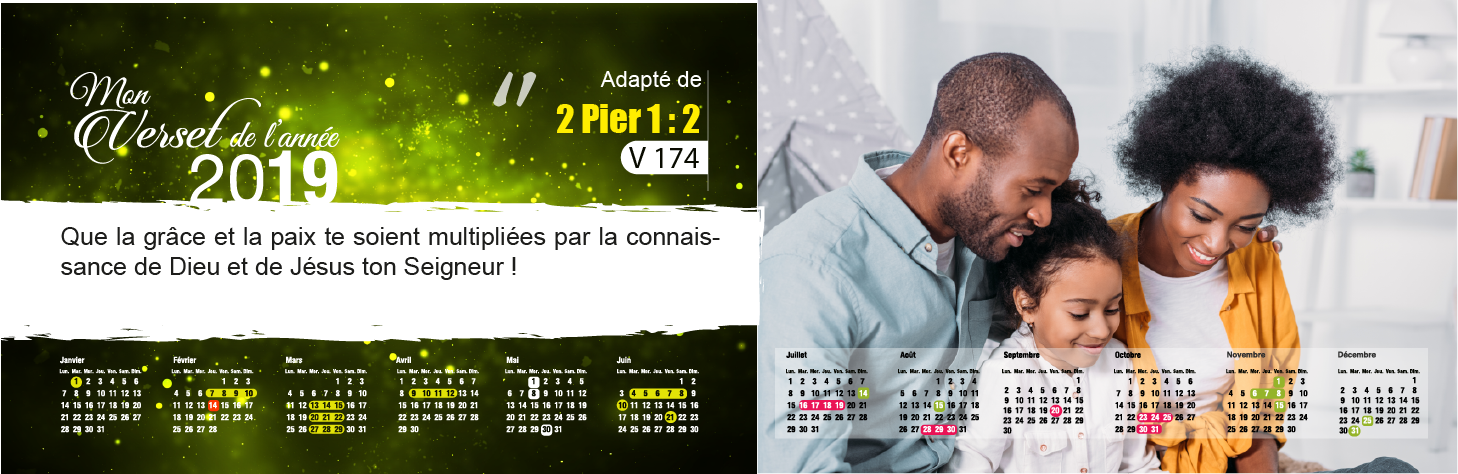 Mon
Verset de l'année
2019
"
Adapté de
2 Pier 1 : 2
V 174
Que la grâce et la paix te soient multipliées par la connais-
sance de Dieu et de Jésus ton Seigneur !
Janvier
Lun. Mar. Mer. Jeu. Ven. Sam. Dim.
1 2 3 4 5 6
7 8 9 10 11 12 13
14 15 16 17 18 19 20
21 22 23 24 25 26 27
28 29 30 31
Février
Lun. Mar. Mer. Jeu. Ven. Sam. Dim.
1 2 3
4 5 6 7 8 9 10
11 12 13 14 15 16 17
18 19 20 21 22 23 24
25 26 27 28
Mars
Lun. Mar. Mer. Jeu. Ven. Sam. Dim.
1 2 3
4 5 6 7 8 9 10
11 12 13 14 15 16 17
18 19 20 21 22 23 24
25 26 27 28 29 30 31
Avril
Lun. Mar. Mer. Jeu. Ven. Sam. Dim.
1 2 3 4 5 6 7
8 9 10 11 12 13 14
15 16 17 18 19 20 21
22 23 24 25 26 27 28
29 30
Mai
Lun. Mar. Mer. Jeu. Ven. Sam. Dim.
1 2 3 4 5
6 7 8 9 10 11 12
13 14 15 16 17 18 19
20 21 22 23 24 25 26
27 28 29 30 31
Juin
Lun. Mar. Mer. Jeu. Ven. Sam. Dim.
1 2
3 4 5 6 7 8 9
10 11 12 13 14 15 16
17 18 19 20 21 22 23
24 25 26 27 28 29 30
Juillet
Lun. Mar. Mer. Jeu. Ven. Sam. Dim.
1 2 3 4 5 6 7
8 9 10 11 12 13 14
15 16 17 18 19 20 21
22 23 24 25 26 27 28
29 30 31
Août
Lun. Mar. Mer. Jeu. Ven. Sam. Dim.
1 2 3 4
5 6 7 8 9 10 11
12 13 14 15 16 17 18
19 20 21 22 23 24 25
26 27 28 29 30 31
Septembre
Lun. Mar. Mer. Jeu. Ven. Sam. Dim.
1
2 3 4 5 6 7 8
9 10 11 12 13 14 15
16 17 18 19 20 21 22
23 24 25 26 27 28 29
30
Octobre
Lun. Mar. Mer. Jeu. Ven. Sam. Dim.
1 2 3 4 5 6
7 8 9 10 11 12 13
14 15 16 17 18 19 20
21 22 23 24 25 26 27
28 29 30 31
Novembre
Lun. Mar. Mer. Jeu. Ven. Sam. Dim.
1 2 3
4 5 6 7 8 9 10
11 12 13 14 15 16 17
18 19 20 21 22 23 24
25 26 27 28 29 30
Décembre
Lun. Mar. Mer. Jeu. Ven. Sam. Dim.
1
2 3 4 5 6 7 8
9 10 11 12 13 14 15
16 17 18 19 20 21 22
23 24 25 26 27 28 29
30 31